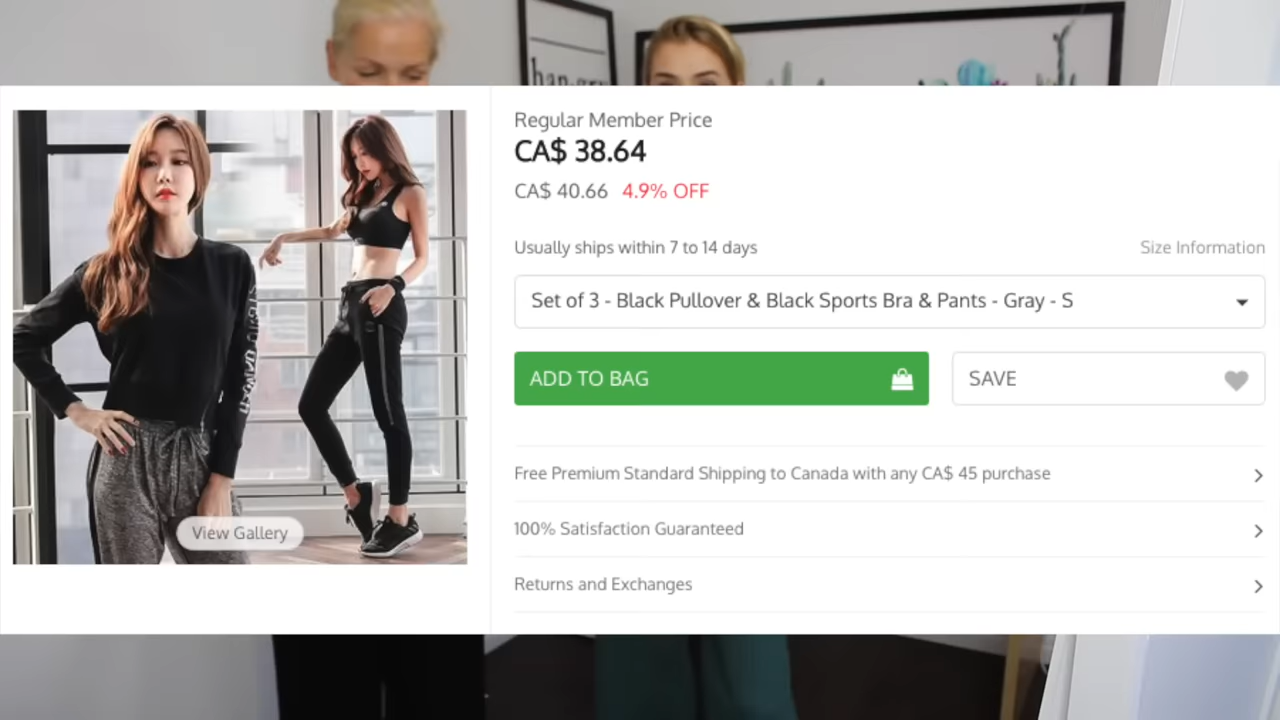 han-gry
Regular Member Price
CA$ 38.64
CA$ 40.66 4.9% OFF
Usually ships within 7 to 14 days
Size Information
Set of 3 - Black Pullover & Black Sports Bra & Pants - Gray - S
ADD TO BAG
SAVE
Free Premium Standard Shipping to Canada with any CA$ 45 purchase
100% Satisfaction Guaranteed
Returns and Exchanges
View Gallery